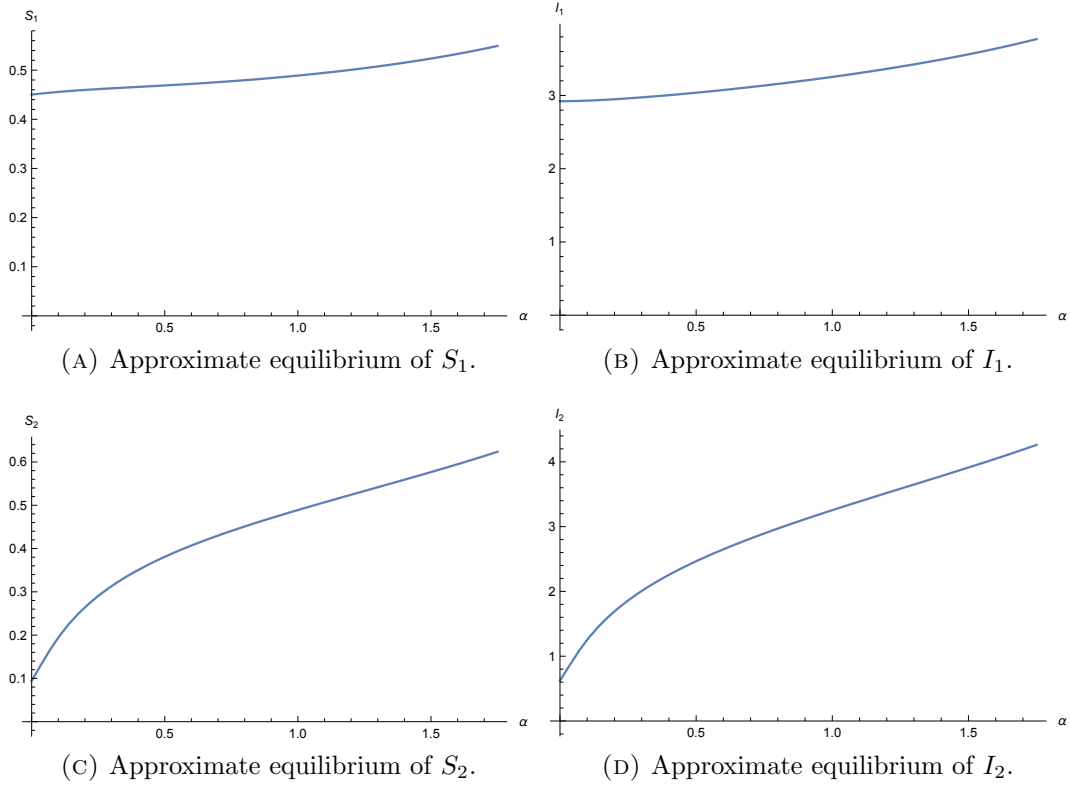 S₁
0.5
0.4
0.3
0.2
0.1
0.5 1.0 1.5 α
(A) Approximate equilibrium of S₁.
I₁
3
2
1
0.5 1.0 1.5 α
(B) Approximate equilibrium of I₁.
S₂
0.6
0.5
0.4
0.3
0.2
0.1
0.5 1.0 1.5 α
(C) Approximate equilibrium of S₂.
I₂
4
3
2
1
0.5 1.0 1.5 α
(D) Approximate equilibrium of I₂.